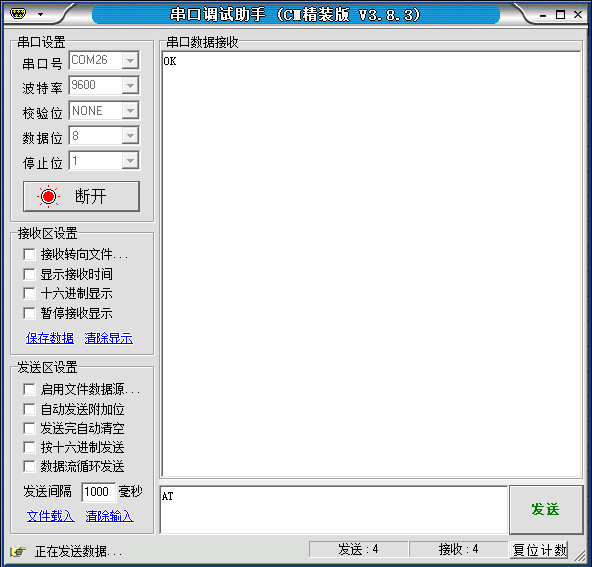 串口调试助手（CM精装版 V3.8.3）
串口设置
串口号 COM26
波特率 9600
校验位 NONE
数据位 8
停止位 1
断开
接收区设置
接收转向文件...
显示接收时间
十六进制显示
暂停接收显示
保存数据 清除显示
发送区设置
启用文件数据源...
自动发送附加位
发送完自动清空
按十六进制发送
数据流循环发送
发送间隔 1000 毫秒
文件载入 清除输入
串口数据接收
OK
AT
发送
正在发送数据...
发送：4
接收：4
复位计数